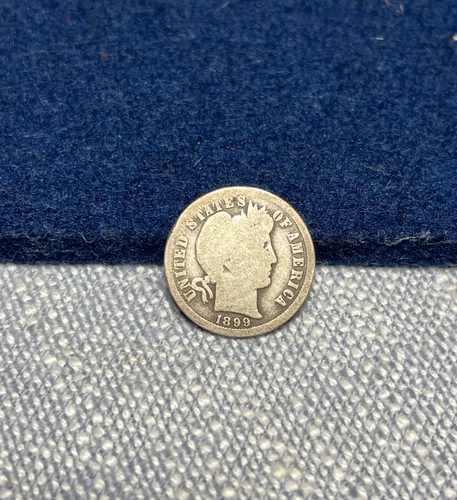 UNITED STATES OF AMERICA
1899